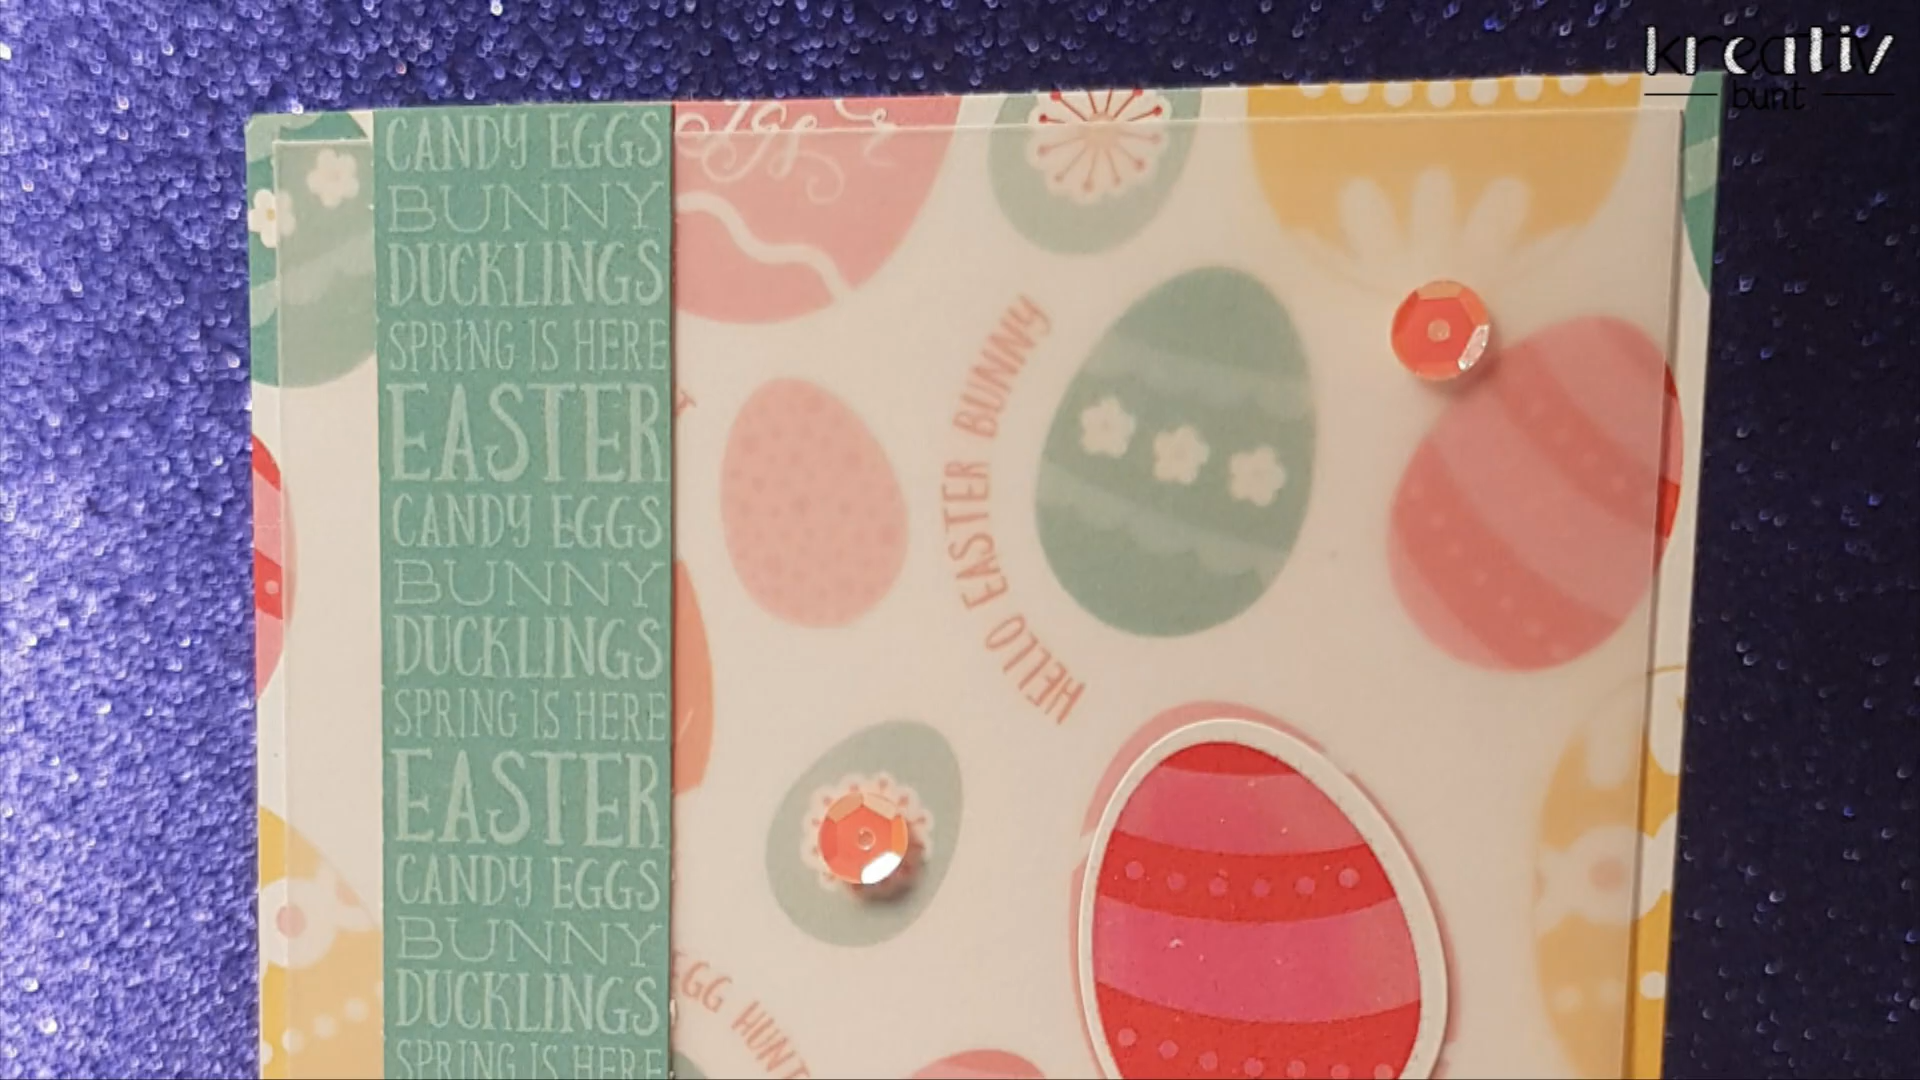 kreativ
bunt
CANDY EGGS
BUNNY
DUCKLINGS
SPRING IS HERE
EASTER
CANDY EGGS
BUNNY
DUCKLINGS
SPRING IS HERE
EASTER
CANDY EGGS
BUNNY
DUCKLINGS
SPRING IS HERE
HELLO EASTER BUNNY
EGG HUNT